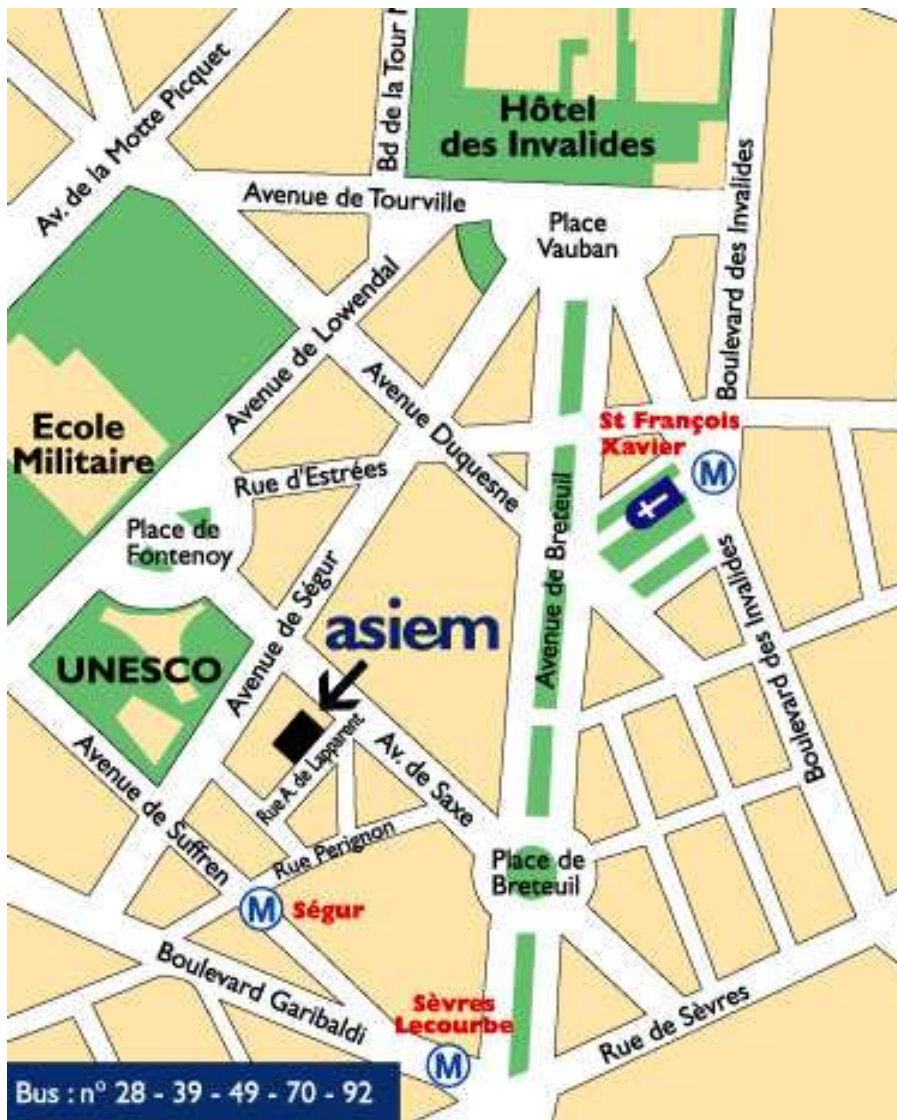 Av. de la Motte Picquet
Bd de la Tour
Hôtel
des Invalides
Boulevard des Invalides
Avenue de Tourville
Place
Vauban
Avenue de Lowendal
Avenue Duquesne
St François
Xavier
M
Ecole
Militaire
Rue d'Estrées
Place de
Fontenoy
Avenue de Breteuil
Avenue de Ségur
asiem
UNESCO
Boulevard des Invalides
Rue A. de Lapparent
Av. de Saxe
Avenue de Suffren
Rue Perignon
Place de
Breteuil
M Ségur
Boulevard Garibaldi
Sèvres
Lecourbe
M
Rue de Sèvres
Bus : n° 28 - 39 - 49 - 70 - 92